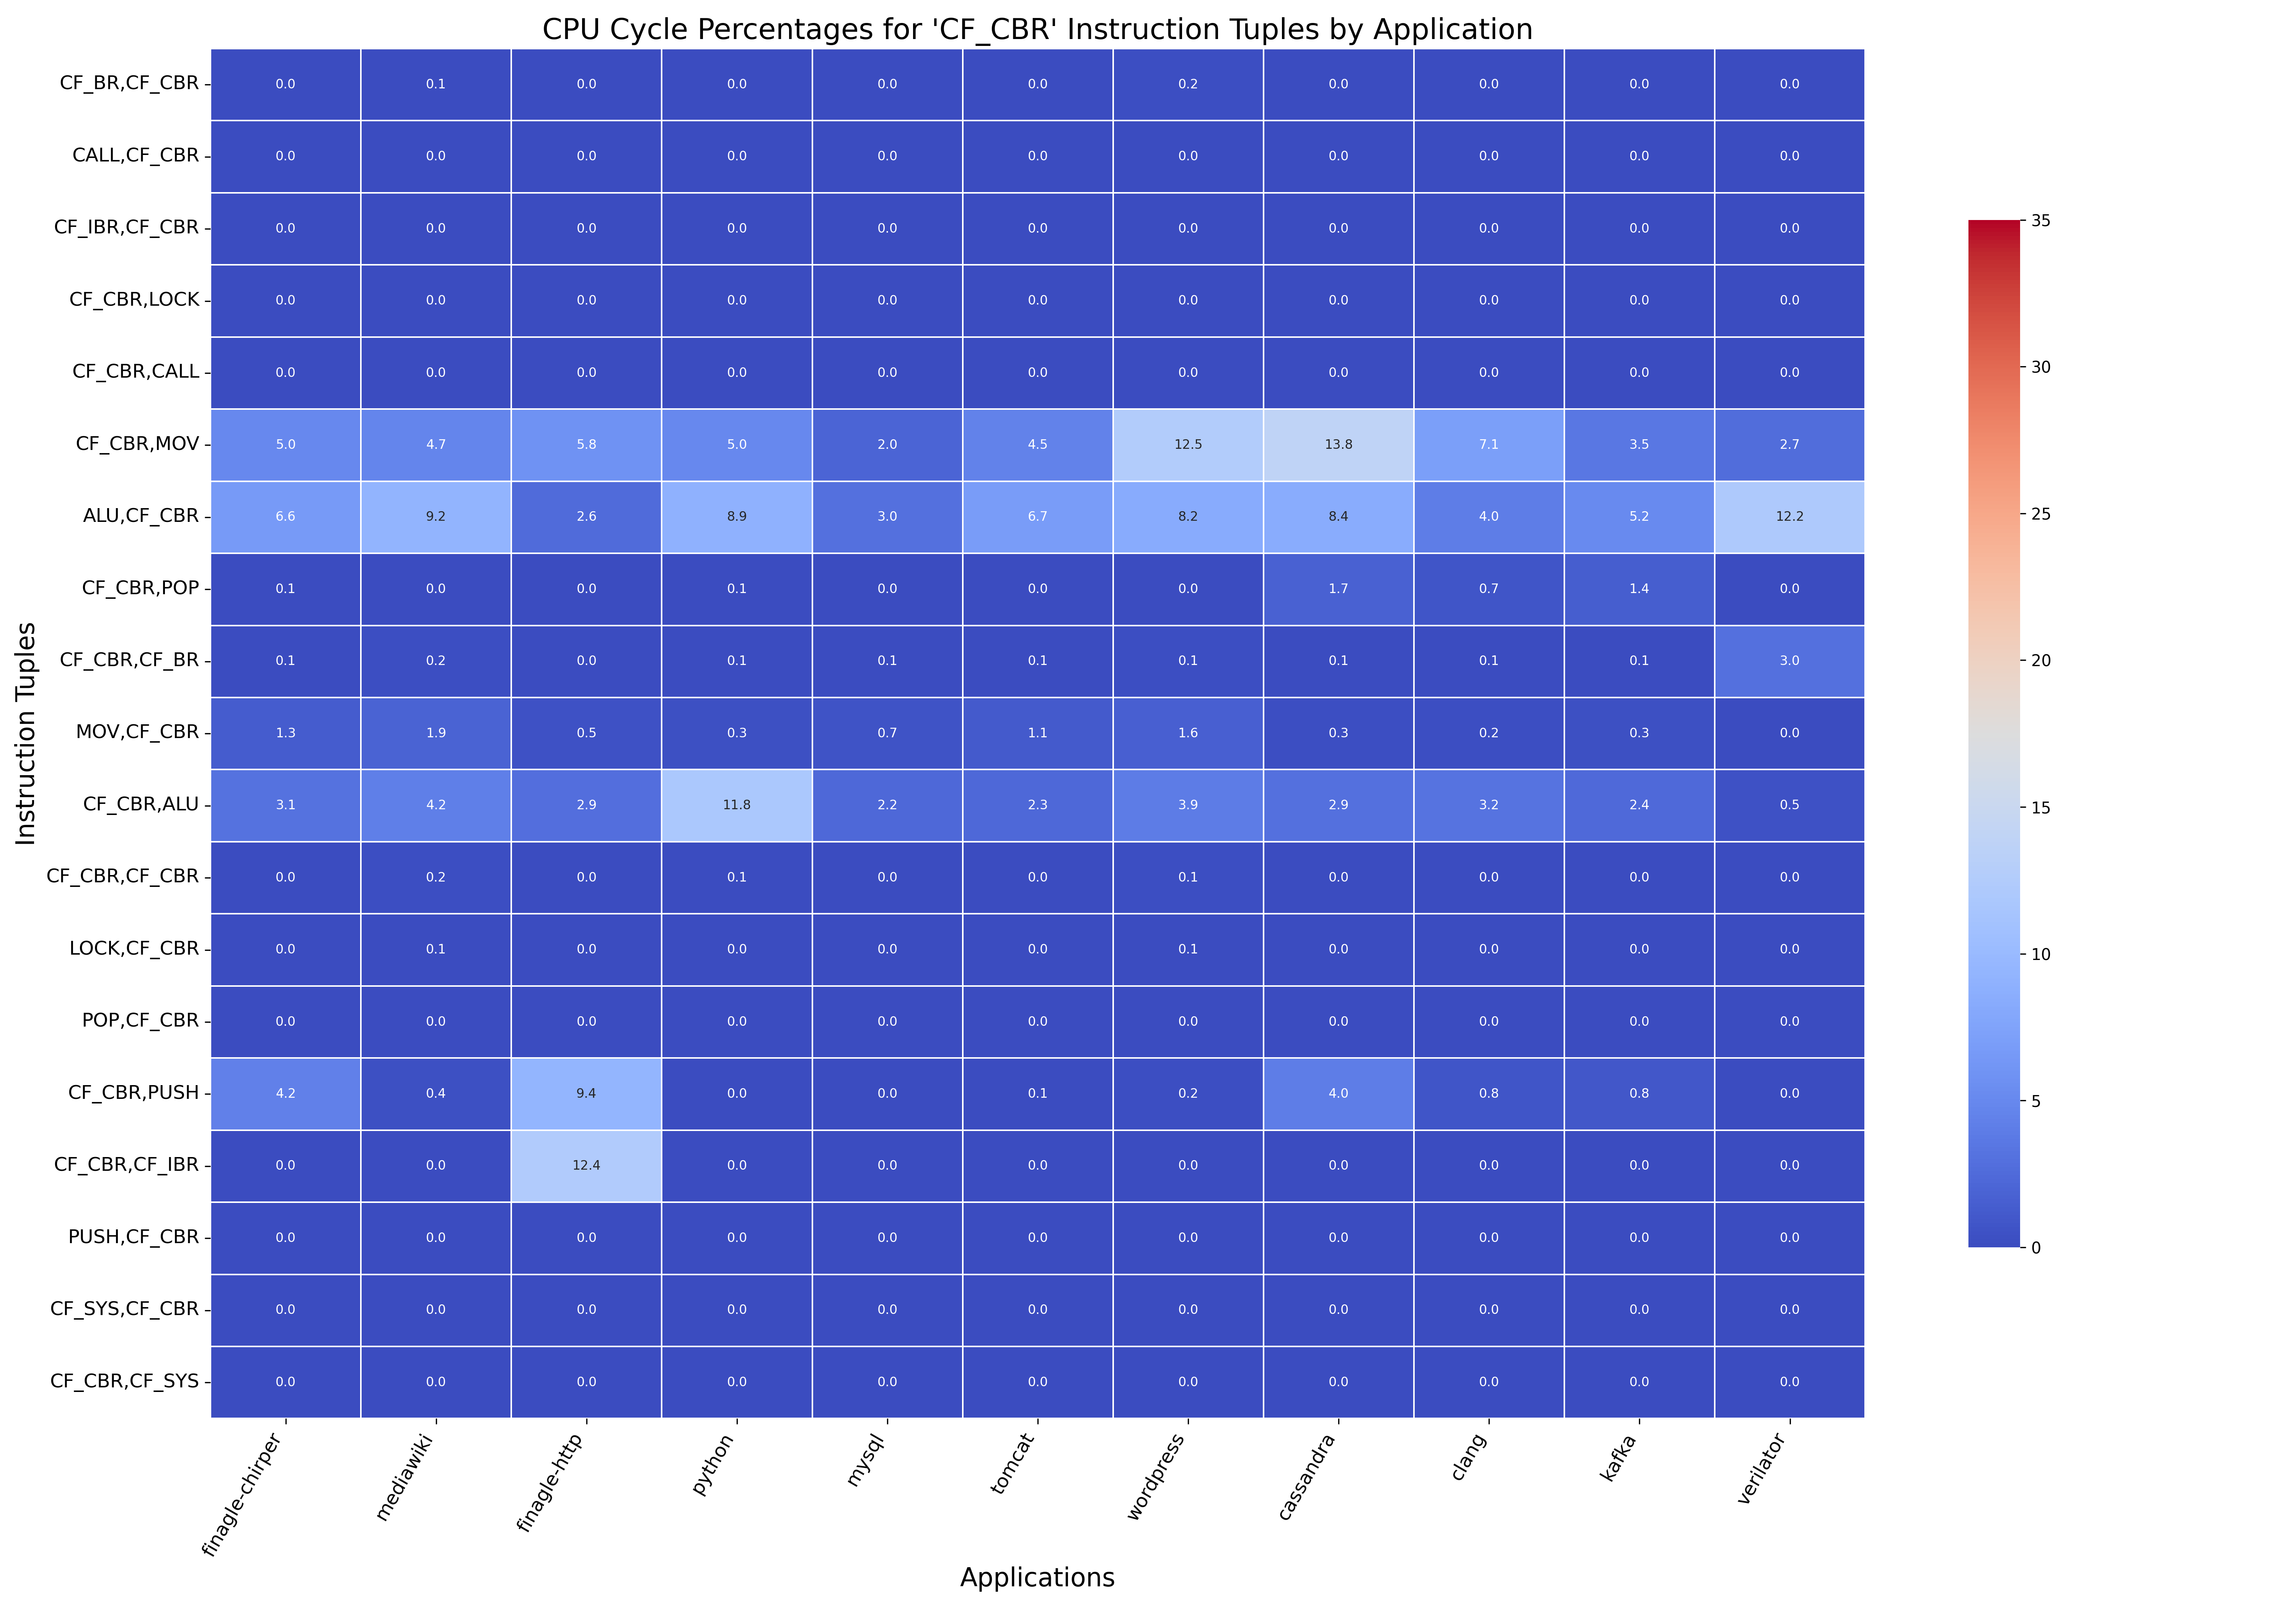 CPU Cycle Percentages for 'CF_CBR' Instruction Tuples by Application
CF_BR,CF_CBR 0.0 0.1 0.0 0.0 0.0 0.0 0.2 0.0 0.0 0.0 0.0
CALL,CF_CBR 0.0 0.0 0.0 0.0 0.0 0.0 0.0 0.0 0.0 0.0 0.0
CF_IBR,CF_CBR 0.0 0.0 0.0 0.0 0.0 0.0 0.0 0.0 0.0 0.0 0.0
CF_CBR,LOCK 0.0 0.0 0.0 0.0 0.0 0.0 0.0 0.0 0.0 0.0 0.0
CF_CBR,CALL 0.0 0.0 0.0 0.0 0.0 0.0 0.0 0.0 0.0 0.0 0.0
CF_CBR,MOV 5.0 4.7 5.8 5.0 2.0 4.5 12.5 13.8 7.1 3.5 2.7
ALU,CF_CBR 6.6 9.2 2.6 8.9 3.0 6.7 8.2 8.4 4.0 5.2 12.2
CF_CBR,POP 0.1 0.0 0.0 0.1 0.0 0.0 0.0 1.7 0.7 1.4 0.0
CF_CBR,CF_BR 0.1 0.2 0.0 0.1 0.1 0.1 0.1 0.1 0.1 0.1 3.0
MOV,CF_CBR 1.3 1.9 0.5 0.3 0.7 1.1 1.6 0.3 0.2 0.3 0.0
CF_CBR,ALU 3.1 4.2 2.9 11.8 2.2 2.3 3.9 2.9 3.2 2.4 0.5
CF_CBR,CF_CBR 0.0 0.2 0.0 0.1 0.0 0.0 0.1 0.0 0.0 0.0 0.0
LOCK,CF_CBR 0.0 0.1 0.0 0.0 0.0 0.0 0.1 0.0 0.0 0.0 0.0
POP,CF_CBR 0.0 0.0 0.0 0.0 0.0 0.0 0.0 0.0 0.0 0.0 0.0
CF_CBR,PUSH 4.2 0.4 9.4 0.0 0.0 0.1 0.2 4.0 0.8 0.8 0.0
CF_CBR,CF_IBR 0.0 0.0 12.4 0.0 0.0 0.0 0.0 0.0 0.0 0.0 0.0
PUSH,CF_CBR 0.0 0.0 0.0 0.0 0.0 0.0 0.0 0.0 0.0 0.0 0.0
CF_SYS,CF_CBR 0.0 0.0 0.0 0.0 0.0 0.0 0.0 0.0 0.0 0.0 0.0
CF_CBR,CF_SYS 0.0 0.0 0.0 0.0 0.0 0.0 0.0 0.0 0.0 0.0 0.0
finagle-chirper mediawiki finagle-http python mysql tomcat wordpress cassandra clang kafka verilator
Applications
Instruction Tuples
35
30
25
20
15
10
5
0